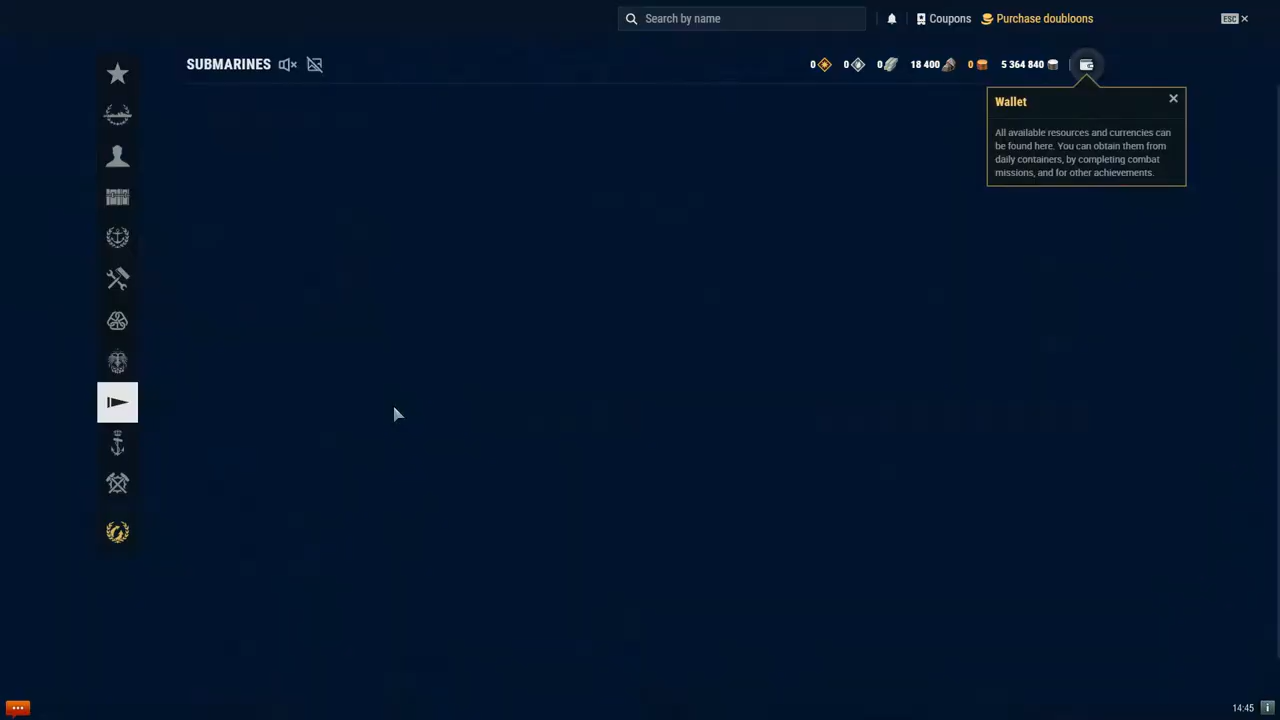 Search by name
Coupons
Purchase doubloons
ESC ×
SUBMARINES
0 0 0 18 400 0 5 364 840
Wallet
All available resources and currencies can
be found here. You can obtain them from
daily containers, by completing combat
missions, and for other achievements.
14:45